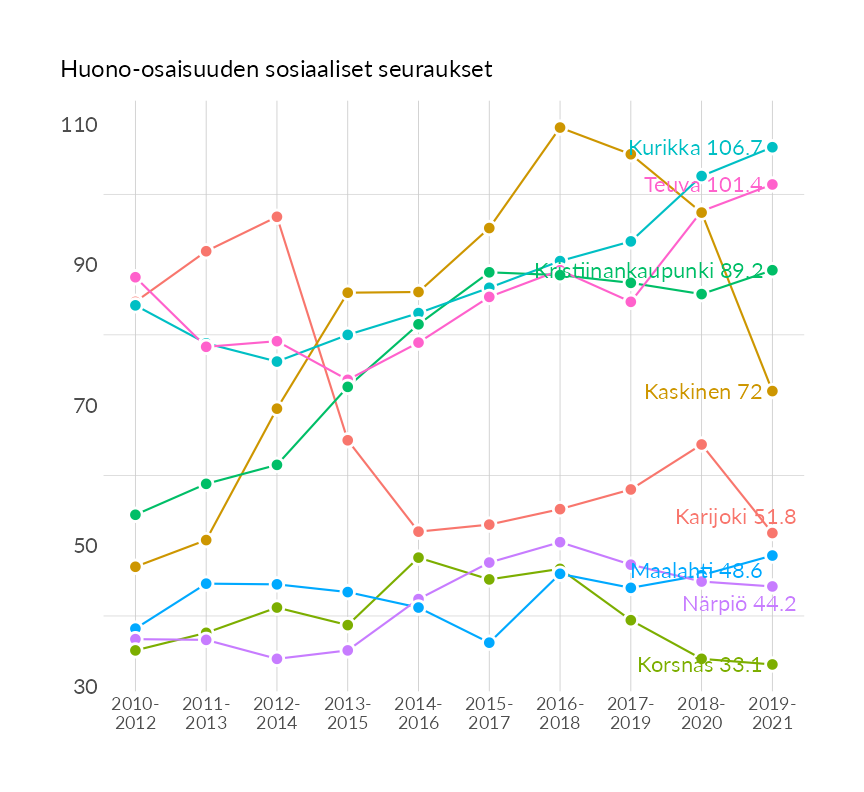 Huono-osaisuuden sosiaaliset seuraukset
110
Kurikka 106.7
Teuva 101.4
90
Kristiinankaupunki 89.2
70
Kaskinen 72
Karijoki 51.8
50
Maalahti 48.6
Närpiö 44.2
Korsnäs 33.1
30
2010-2012
2011-2013
2012-2014
2013-2015
2014-2016
2015-2017
2016-2018
2017-2019
2018-2020
2019-2021